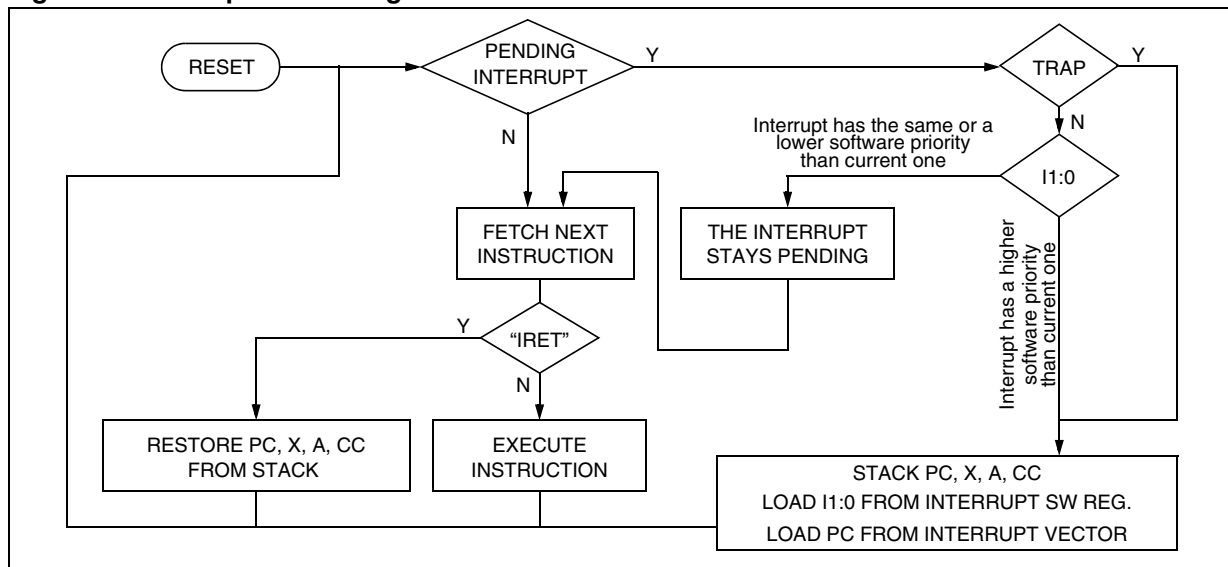 RESET
PENDING
INTERRUPT
Y
TRAP
Y
N
N
Interrupt has the same or a
lower software priority
than current one
I1:0
FETCH NEXT
INSTRUCTION
THE INTERRUPT
STAYS PENDING
Interrupt has a higher
software priority
than current one
Y
“IRET”
N
RESTORE PC, X, A, CC
FROM STACK
EXECUTE
INSTRUCTION
STACK PC, X, A, CC
LOAD I1:0 FROM INTERRUPT SW REG.
LOAD PC FROM INTERRUPT VECTOR